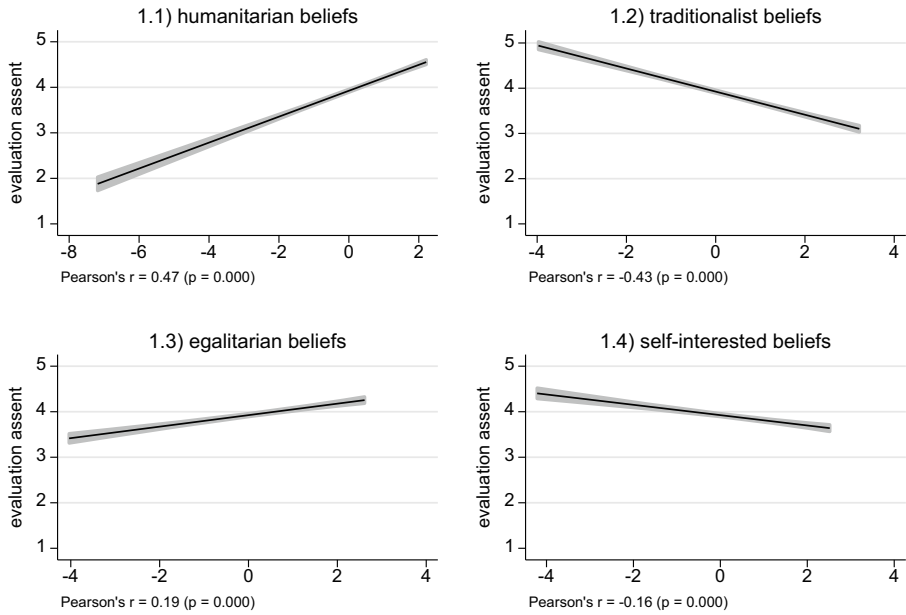 1.1) humanitarian beliefs
evaluation assent
5
4
3
2
1
-8 -6 -4 -2 0 2
Pearson's r = 0.47 (p = 0.000)
1.2) traditionalist beliefs
evaluation assent
5
4
3
2
1
-4 -2 0 2 4
Pearson's r = -0.43 (p = 0.000)
1.3) egalitarian beliefs
evaluation assent
5
4
3
2
1
-4 -2 0 2 4
Pearson's r = 0.19 (p = 0.000)
1.4) self-interested beliefs
evaluation assent
5
4
3
2
1
-4 -2 0 2 4
Pearson's r = -0.16 (p = 0.000)